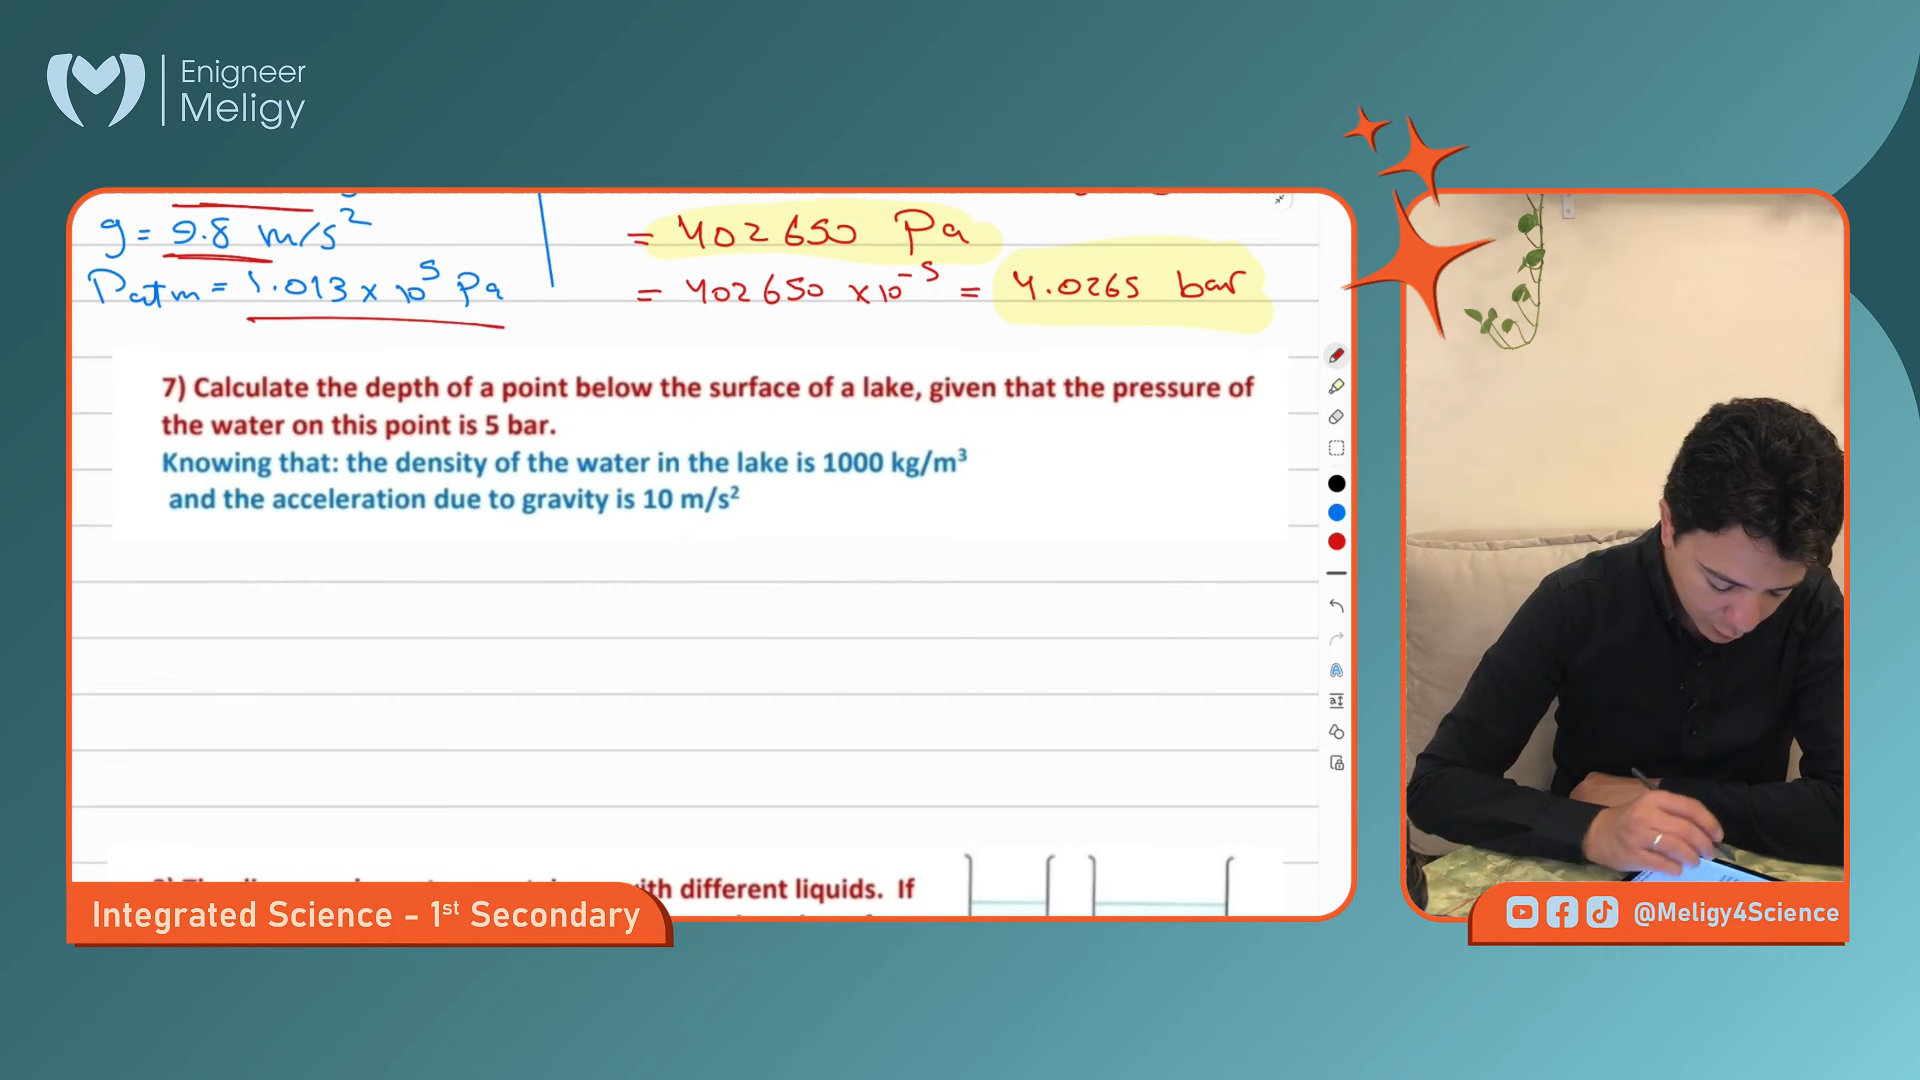 Enigneer
Meligy
g = 9.8 m/s²
Patm = 1.013 × 10⁵ Pa
= 402650 Pa
= 402650 × 10⁻⁵ = 4.0265 bar
7) Calculate the depth of a point below the surface of a lake, given that the pressure of
the water on this point is 5 bar.
Knowing that: the density of the water in the lake is 1000 kg/m³
and the acceleration due to gravity is 10 m/s²
with different liquids. If
Integrated Science - 1st Secondary
@Meligy4Science